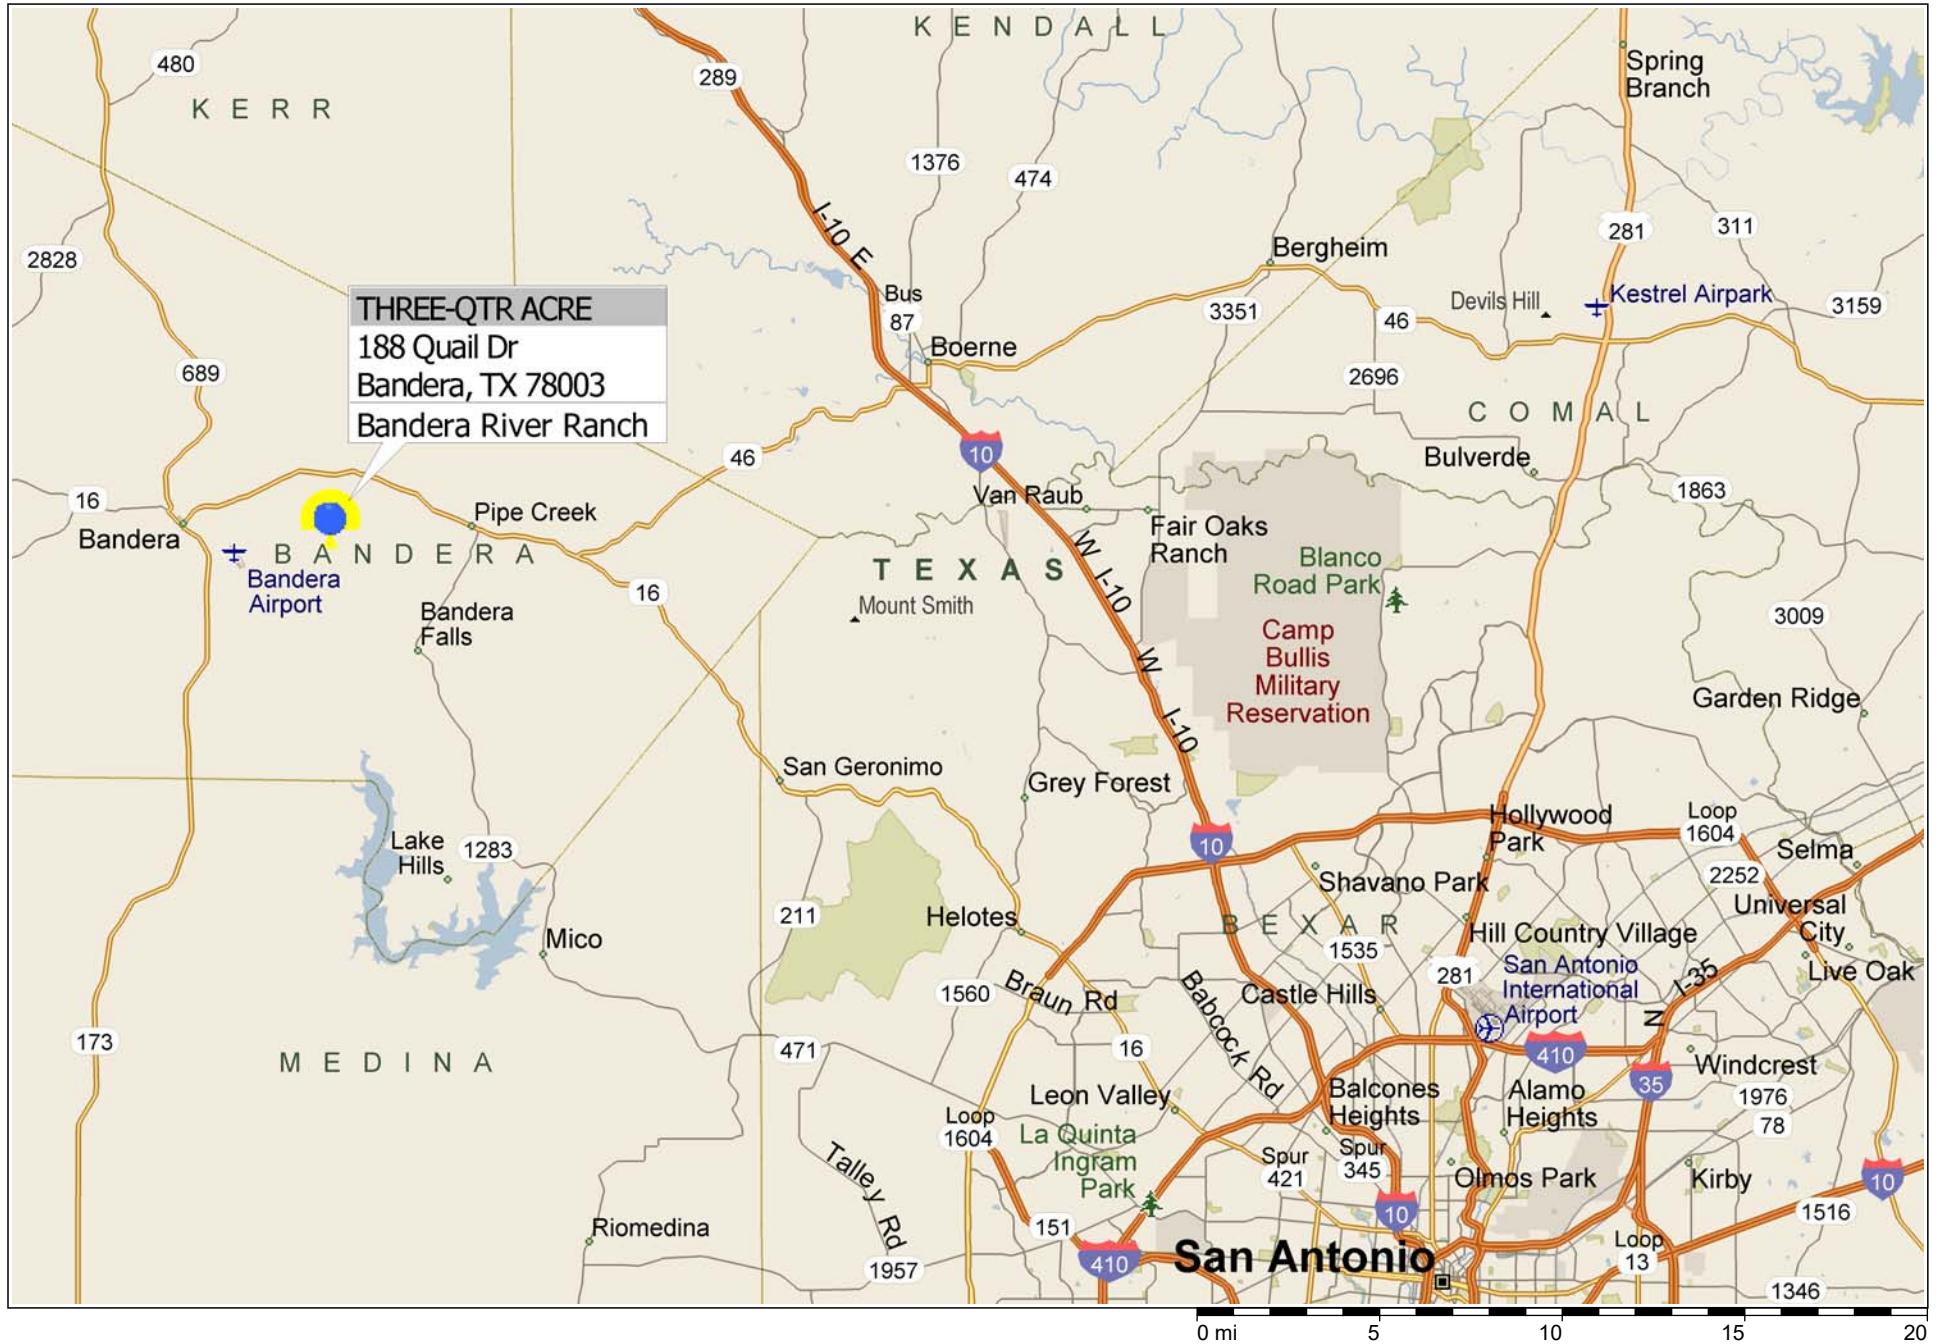 KENDALL
480
289
Spring
Branch
KERR
1376
474
I-10 E
281
311
2828
Bergheim
Devils Hill
Kestrel Airpark
Bus
87
3351
46
3159
THREE-QTR ACRE
188 Quail Dr
Bandera, TX 78003
Bandera River Ranch
Boerne
689
2696
COMAL
46
10
Bulverde
16
Van Raub
1863
Bandera
Pipe Creek
Fair Oaks
Ranch
BANDERA
Bandera
Airport
TEXAS
W I-10
Blanco
Road Park
16
Mount Smith
Bandera
Falls
3009
Camp
Bullis
Military
Reservation
W I-10
Garden Ridge
San Geronimo
Grey Forest
Hollywood
Park
Loop
1604
10
Lake
Hills
1283
Selma
Shavano Park
2252
211
Helotes
BEXAR
Universal
City
Mico
1535
Hill Country Village
281
San Antonio
International
Airport
I-35 N
Live Oak
1560
Braun Rd
Babcock Rd
Castle Hills
173
MEDINA
471
16
410
Windcrest
35
Leon Valley
Balcones
Heights
Alamo
Heights
1976
78
Loop
1604
La Quinta
Ingram
Park
Talley Rd
Spur
421
Spur
345
Olmos Park
Kirby
10
10
Riomedina
151
1516
1957
410
San Antonio
Loop
13
1346
0 mi 5 10 15 20